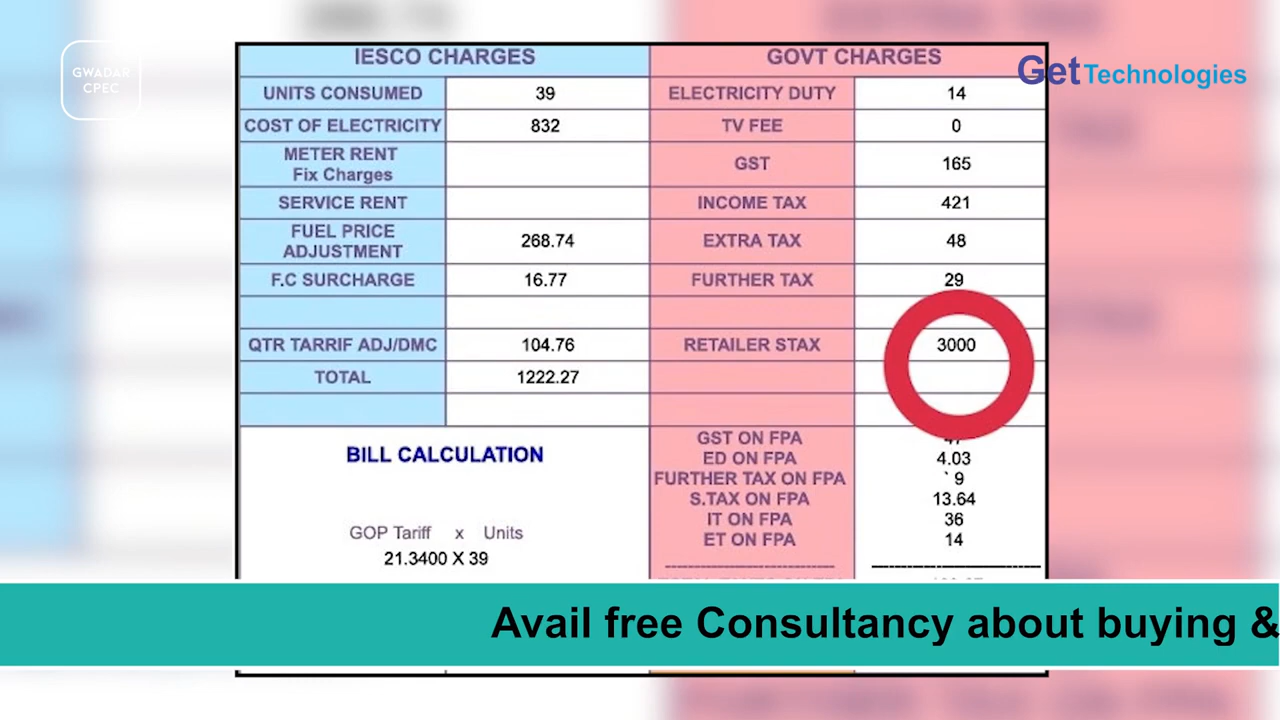 GWADAR
CPEC
Get Technologies
IESCO CHARGES
GOVT CHARGES
UNITS CONSUMED 39
ELECTRICITY DUTY 14
COST OF ELECTRICITY 832
TV FEE 0
METER RENT
Fix Charges
GST 165
SERVICE RENT
INCOME TAX 421
FUEL PRICE
ADJUSTMENT 268.74
EXTRA TAX 48
F.C SURCHARGE 16.77
FURTHER TAX 29
QTR TARRIF ADJ/DMC 104.76
RETAILER STAX 3000
TOTAL 1222.27
BILL CALCULATION
GOP Tariff x Units
21.3400 X 39
GST ON FPA
ED ON FPA 4.03
FURTHER TAX ON FPA ` 9
S.TAX ON FPA 13.64
IT ON FPA 36
ET ON FPA 14
Avail free Consultancy about buying &